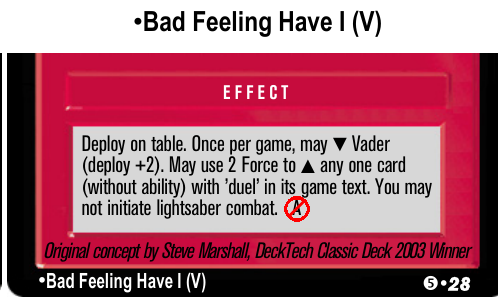 •Bad Feeling Have I (V)
EFFECT
Deploy on table. Once per game, may ▼ Vader
(deploy +2). May use 2 Force to ▲ any one card
(without ability) with 'duel' in its game text. You may
not initiate lightsaber combat. A
Original concept by Steve Marshall, DeckTech Classic Deck 2003 Winner
•Bad Feeling Have I (V)
5 •28